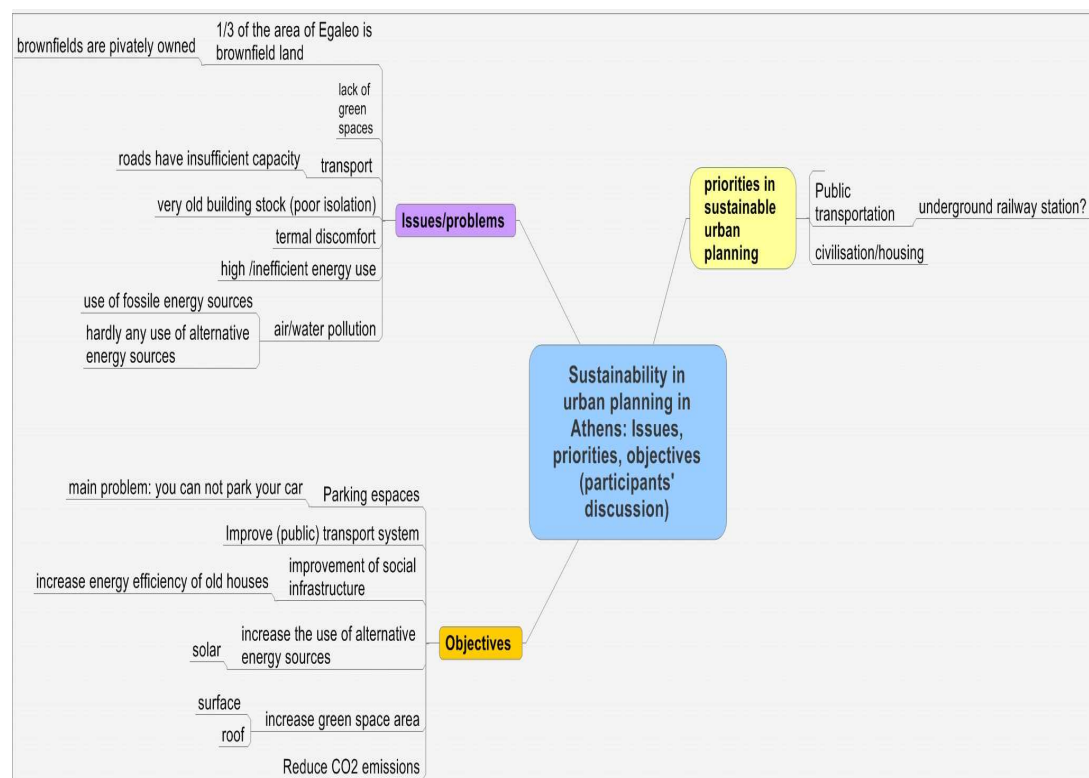 1/3 of the area of Egaleo is
brownfield land
brownfields are pivately owned
lack of
green
spaces
transport
roads have insufficient capacity
very old building stock (poor isolation)
termal discomfort
high /inefficient energy use
air/water pollution
use of fossile energy sources
hardly any use of alternative
energy sources
Issues/problems
priorities in
sustainable
urban
planning
Public
transportation
underground railway station?
civilisation/housing
Sustainability in
urban planning in
Athens: Issues,
priorities, objectives
(participants'
discussion)
Objectives
Parking espaces
main problem: you can not park your car
Improve (public) transport system
improvement of social
infrastructure
increase energy efficiency of old houses
increase the use of alternative
energy sources
solar
increase green space area
surface
roof
Reduce CO2 emissions